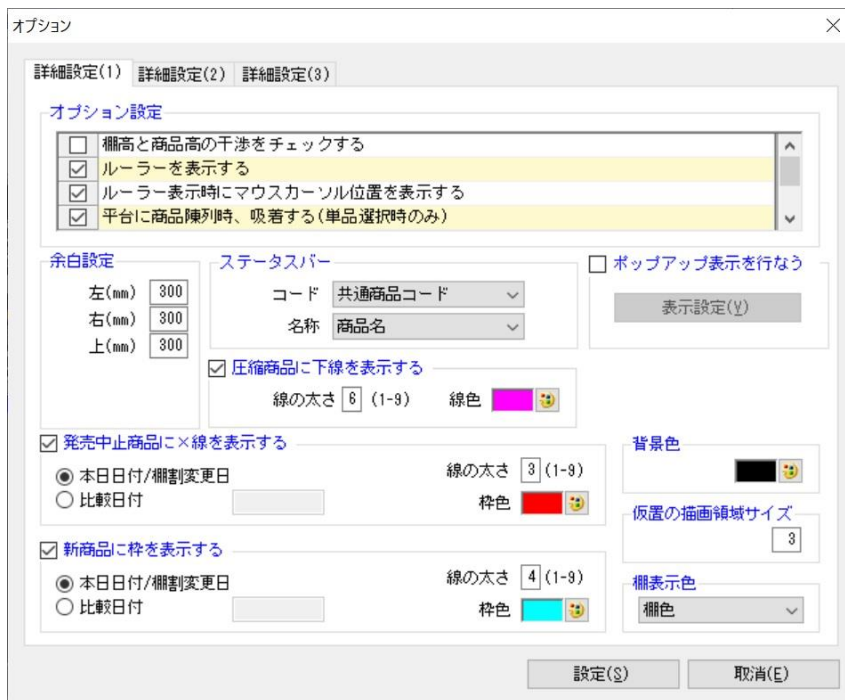 オプション
詳細設定(1) 詳細設定(2) 詳細設定(3)
オプション設定
棚高と商品高の干渉をチェックする
ルーラーを表示する
ルーラー表示時にマウスカーソル位置を表示する
平台に商品陳列時、吸着する(単品選択時のみ)
余白設定
左(mm) 300
右(mm) 300
上(mm) 300
ステータスバー
コード 共通商品コード
名称 商品名
ポップアップ表示を行なう
表示設定(V)
圧縮商品に下線を表示する
線の太さ 6 (1-9) 線色
発売中止商品に×線を表示する
本日日付/棚割変更日
比較日付
線の太さ 3 (1-9)
枠色
背景色
仮置の描画領域サイズ
3
新商品に枠を表示する
本日日付/棚割変更日
比較日付
線の太さ 4 (1-9)
枠色
棚表示色
棚色
設定(S) 取消(E)